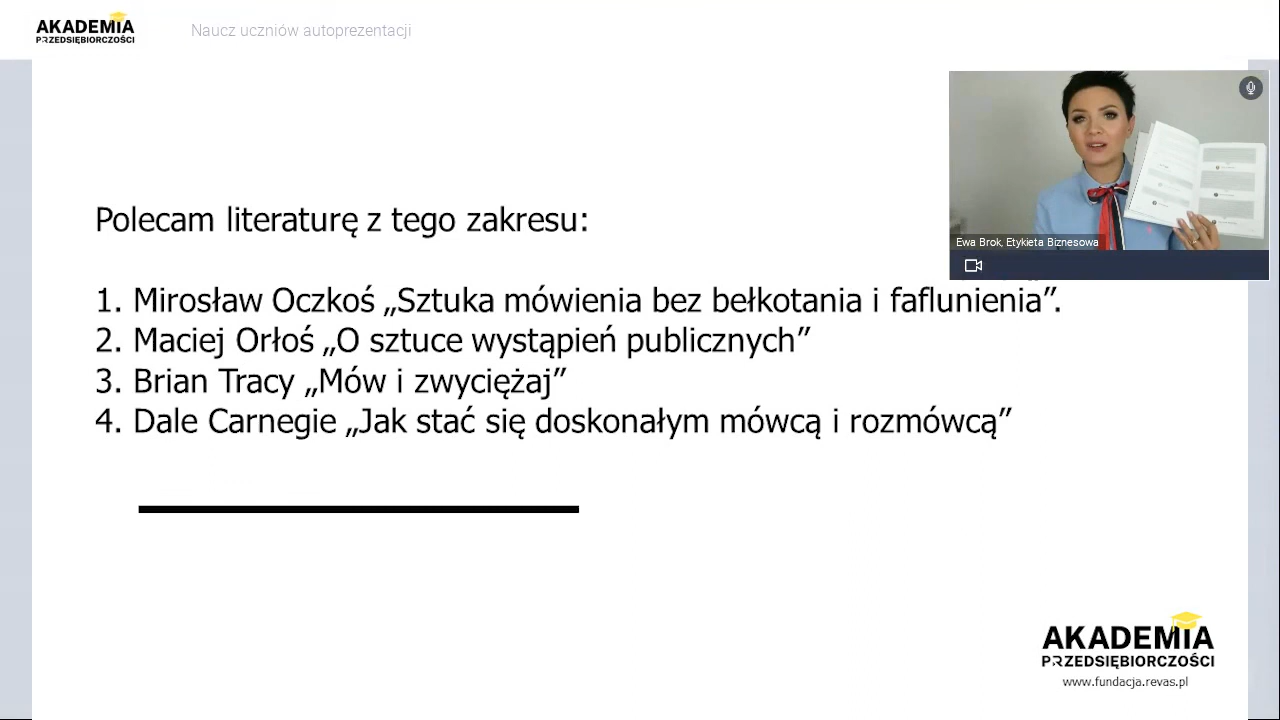 AKADEMIA
PRZEDSIĘBIORCZOŚCI
Naucz uczniów autoprezentacji
Ewa Brok, Etykieta Biznesowa
Polecam literaturę z tego zakresu:
1. Mirosław Oczkoś „Sztuka mówienia bez bełkotania i faflunienia”.
2. Maciej Orłoś „O sztuce wystąpień publicznych”
3. Brian Tracy „Mów i zwyciężaj”
4. Dale Carnegie „Jak stać się doskonałym mówcą i rozmówcą”
AKADEMIA
PRZEDSIĘBIORCZOŚCI
www.fundacja.revas.pl